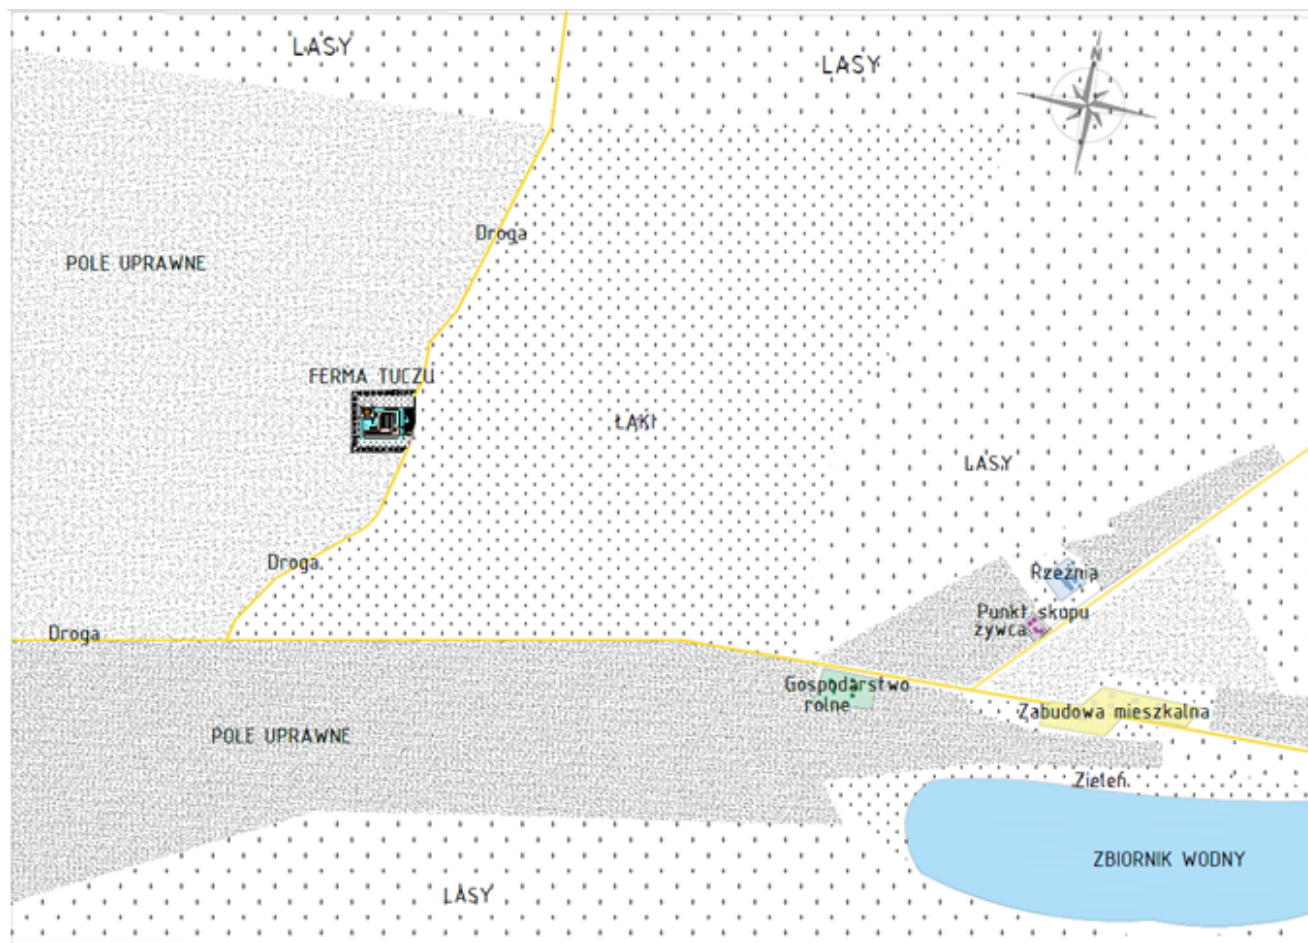 LASY
LASY
N
Droga
POLE UPRAWNE
FERMA TUCZU
ŁĄKI
LASY
Droga
Rzeźnia
Punkt skupu
żywca
Droga
Gospodarstwo
rolne
Zabudowa mieszkalna
POLE UPRAWNE
Zieleń
ZBIORNIK WODNY
LASY